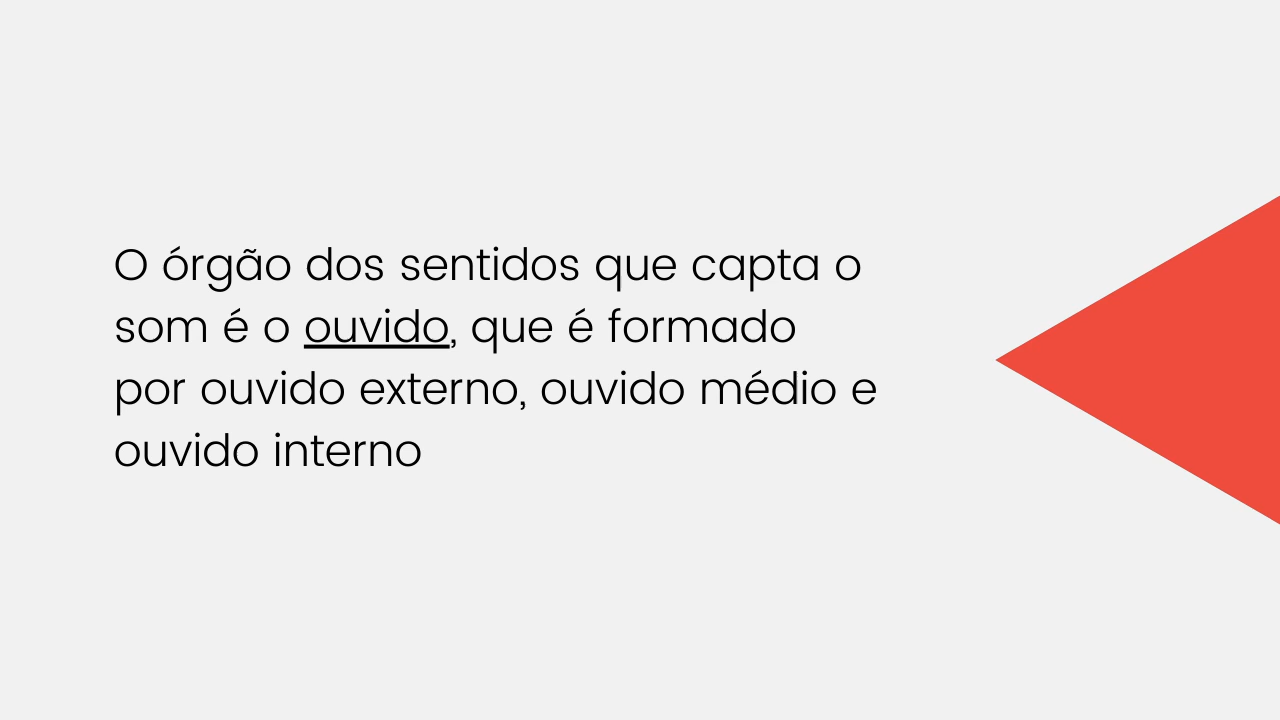 O órgão dos sentidos que capta o
som é o ouvido, que é formado
por ouvido externo, ouvido médio e
ouvido interno